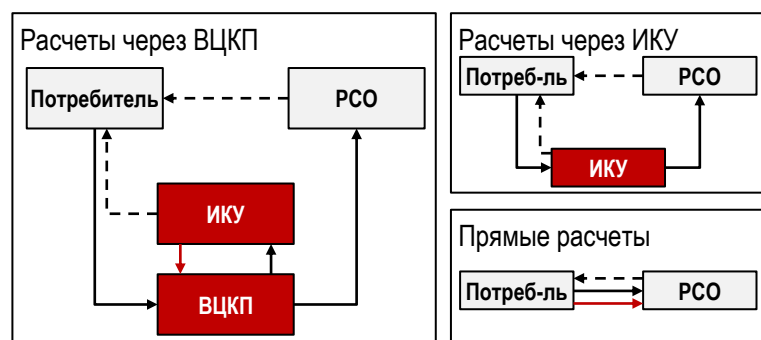 Расчеты через ВЦКП
Потребитель
РСО
ИКУ
ВЦКП
Расчеты через ИКУ
Потреб-ль
РСО
ИКУ
Прямые расчеты
Потреб-ль
РСО